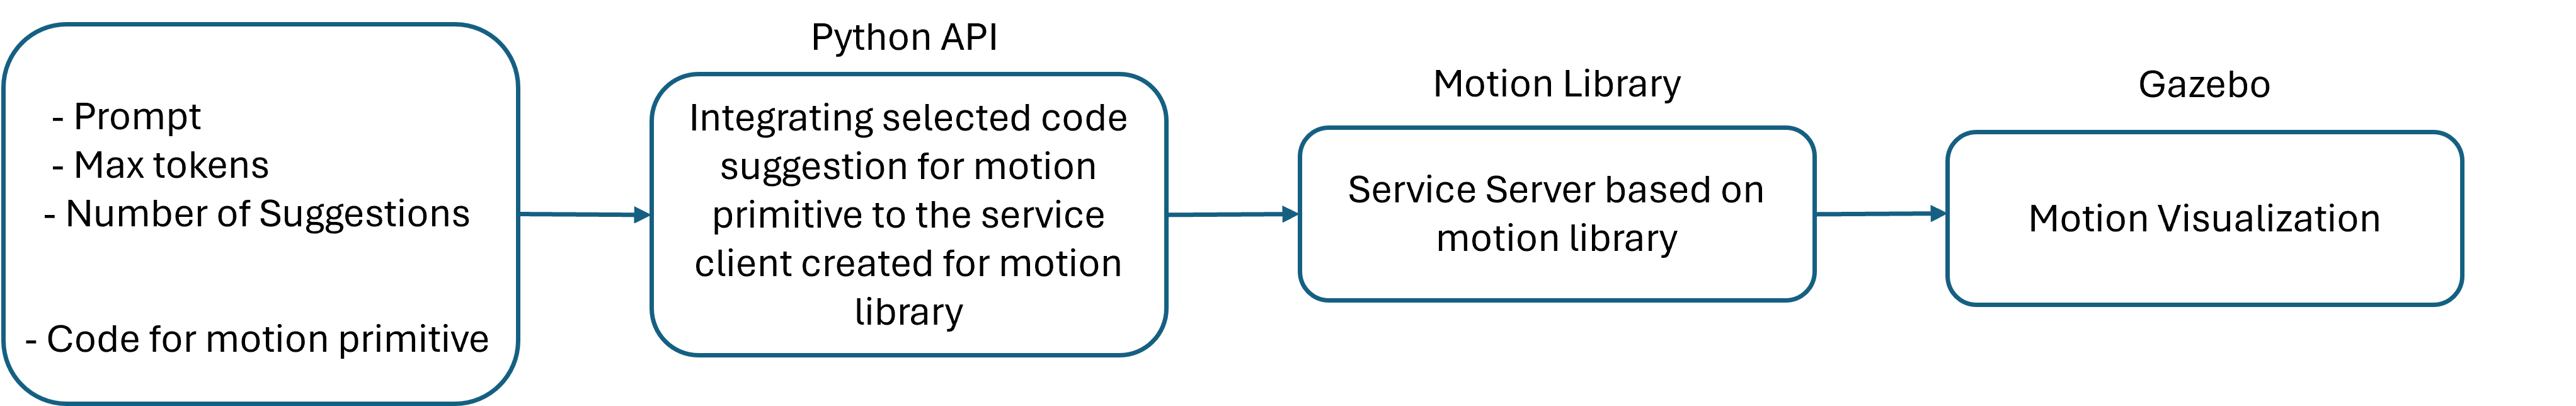 - Prompt
- Max tokens
- Number of Suggestions
- Code for motion primitive
Python API
Integrating selected code
suggestion for motion
primitive to the service
client created for motion
library
Motion Library
Service Server based on
motion library
Gazebo
Motion Visualization